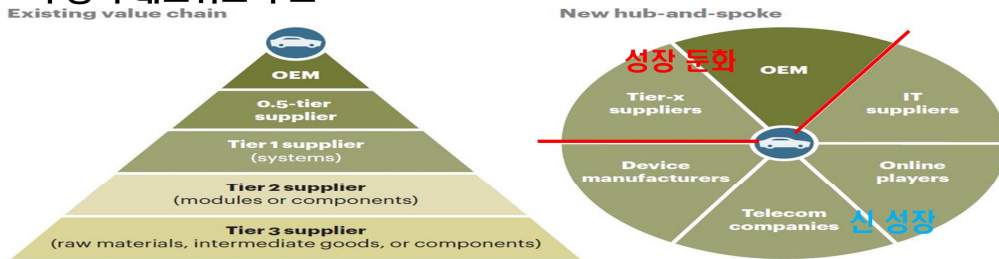 Existing value chain
OEM
0.5-tier
supplier
Tier 1 supplier
(systems)
Tier 2 supplier
(modules or components)
Tier 3 supplier
(raw materials, intermediate goods, or components)
New hub-and-spoke
성장 둔화
OEM
Tier-x
suppliers
IT
suppliers
Device
manufacturers
Online
players
Telecom
companies
신 성장